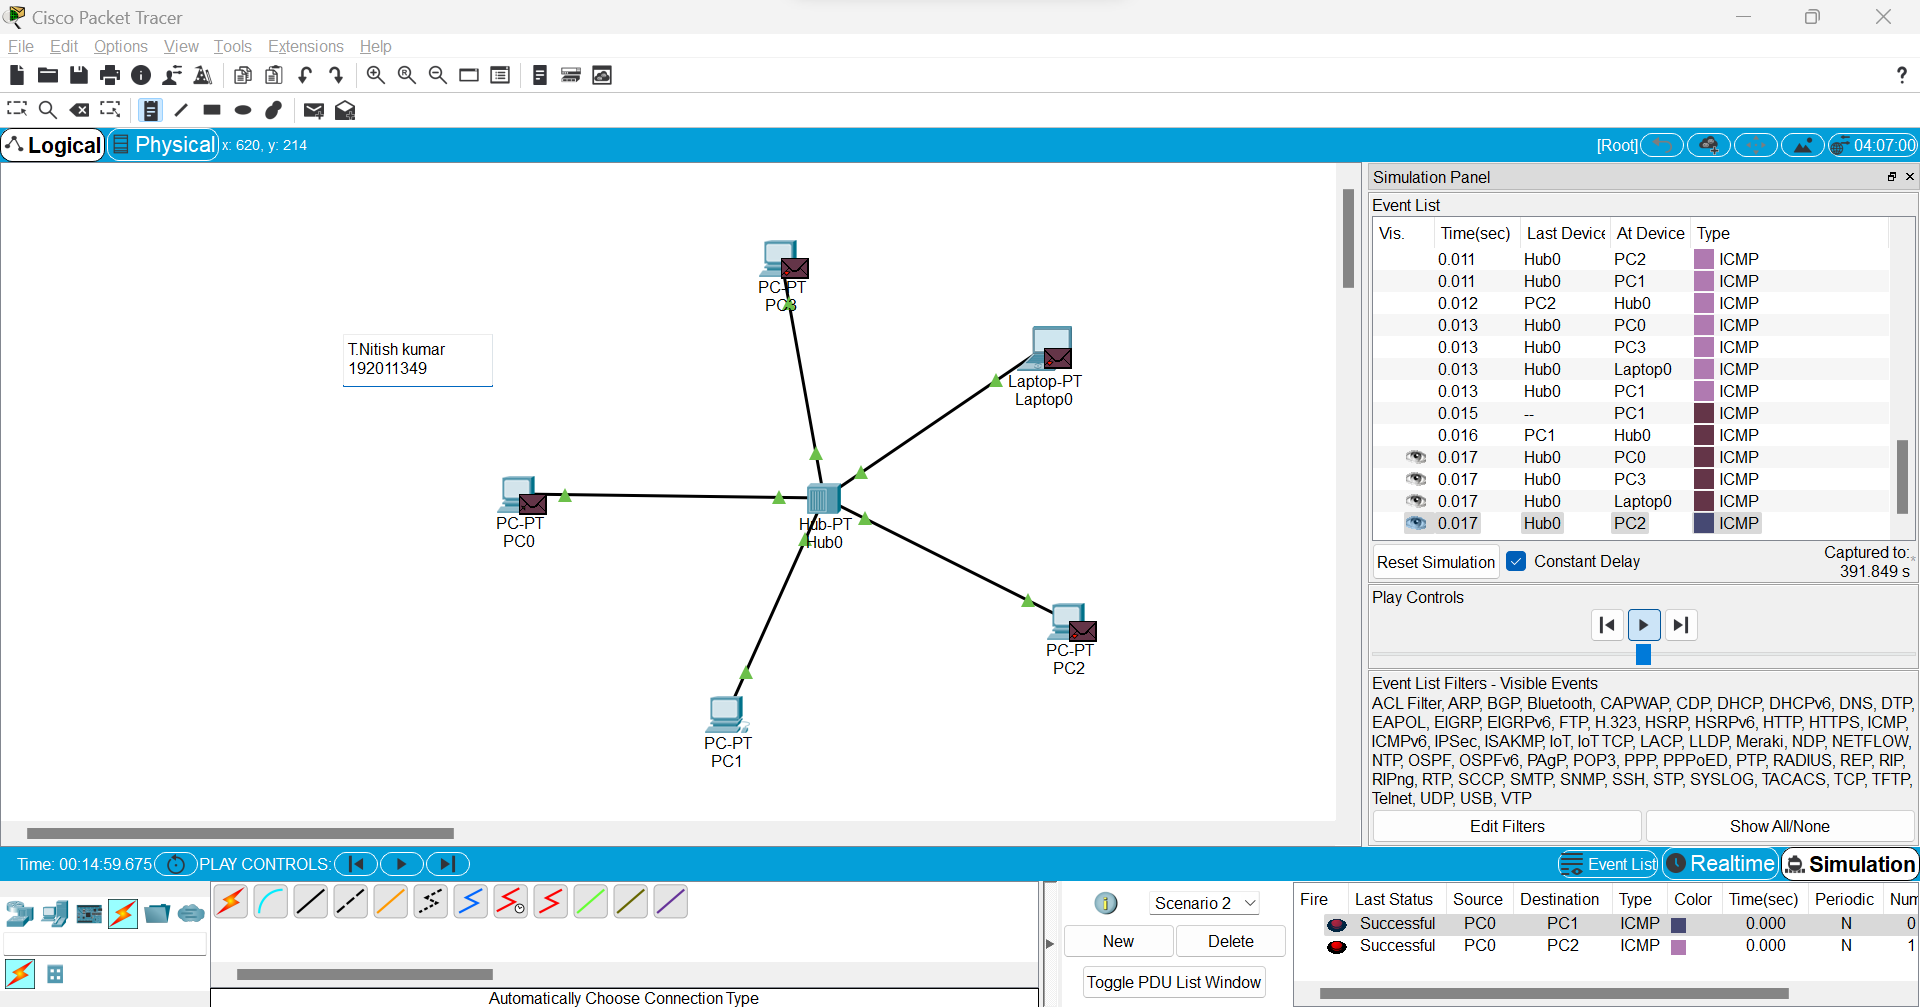 Cisco Packet Tracer
File Edit Options View Tools Extensions Help
?
Logical Physical x: 620, y: 214 [Root] 04:07:00
T.Nitish kumar
192011349
PC-PT
PC3
Laptop-PT
Laptop0
PC-PT
PC0
Hub-PT
Hub0
PC-PT
PC2
PC-PT
PC1
Simulation Panel
Event List
Vis. Time(sec) Last Device At Device Type
0.011 Hub0 PC2 ICMP
0.011 Hub0 PC1 ICMP
0.012 PC2 Hub0 ICMP
0.013 Hub0 PC0 ICMP
0.013 Hub0 PC3 ICMP
0.013 Hub0 Laptop0 ICMP
0.013 Hub0 PC1 ICMP
0.015 -- PC1 ICMP
0.016 PC1 Hub0 ICMP
0.017 Hub0 PC0 ICMP
0.017 Hub0 PC3 ICMP
0.017 Hub0 Laptop0 ICMP
0.017 Hub0 PC2 ICMP
Reset Simulation Constant Delay Captured to:
391.849 s
Play Controls
Event List Filters - Visible Events
ACL Filter, ARP, BGP, Bluetooth, CAPWAP, CDP, DHCP, DHCPv6, DNS, DTP,
EAPOL, EIGRP, EIGRPv6, FTP, H.323, HSRP, HSRPv6, HTTP, HTTPS, ICMP,
ICMPv6, IPSec, ISAKMP, IoT, IoT TCP, LACP, LLDP, Meraki, NDP, NETFLOW,
NTP, OSPF, OSPFv6, PAgP, POP3, PPP, PPPoED, PTP, RADIUS, REP, RIP,
RIPng, RTP, SCCP, SMTP, SNMP, SSH, STP, SYSLOG, TACACS, TCP, TFTP,
Telnet, UDP, USB, VTP
Edit Filters Show All/None
Time: 00:14:59.675 PLAY CONTROLS: Event List Realtime Simulation
Automatically Choose Connection Type
Scenario 2
New Delete
Toggle PDU List Window
Fire Last Status Source Destination Type Color Time(sec) Periodic Num
Successful PC0 PC1 ICMP 0.000 N 0
Successful PC0 PC2 ICMP 0.000 N 1